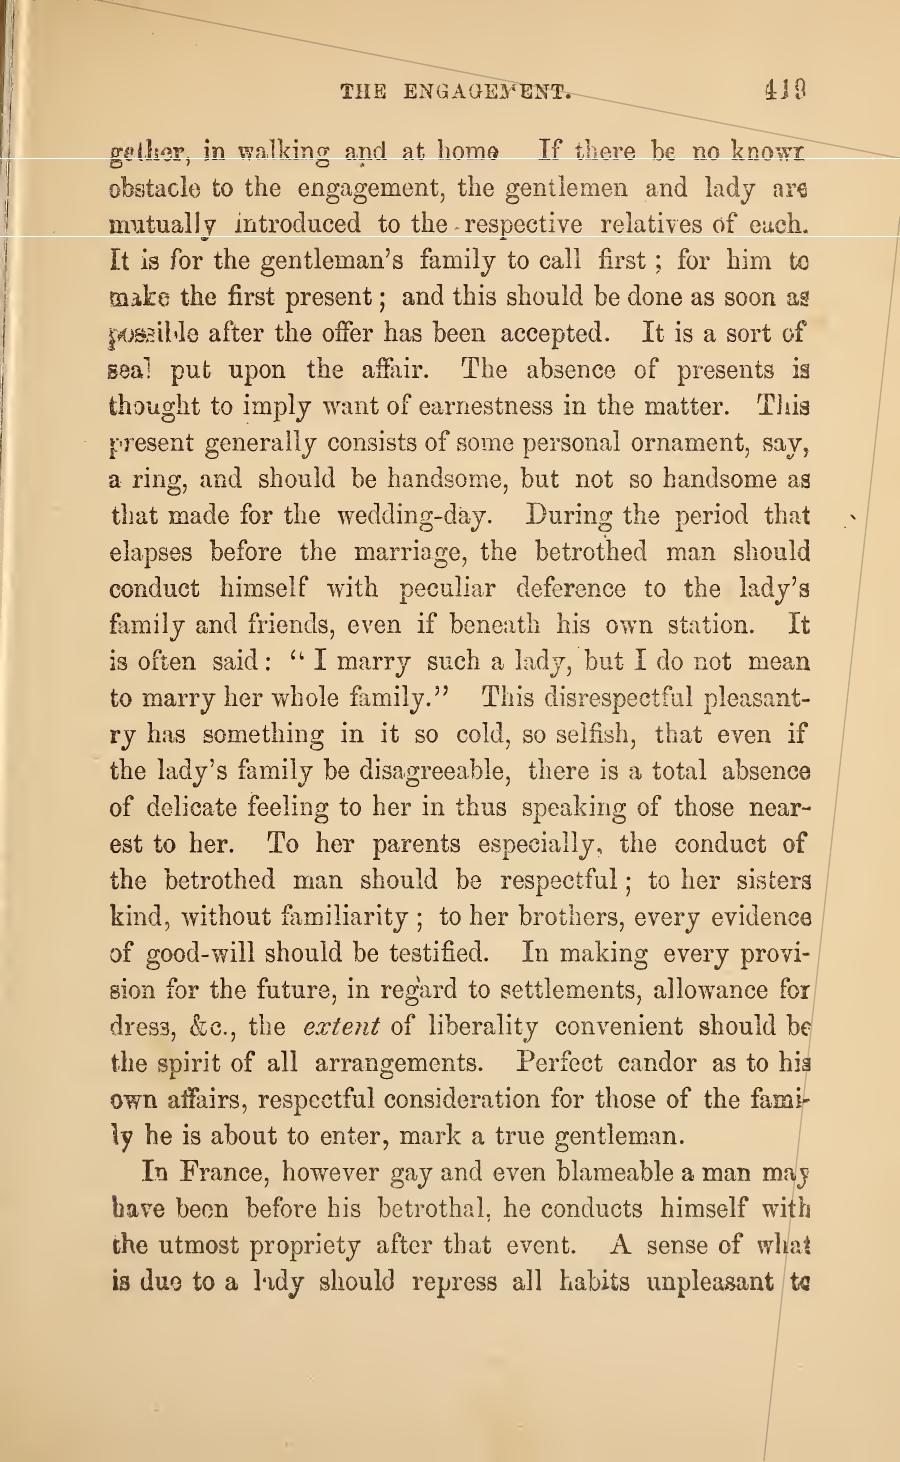 THE ENGAGEMENT. 419
gether, in walking and at home If there be no known
obstacle to the engagement, the gentlemen and lady are
mutually introduced to the respective relatives of each.
It is for the gentleman's family to call first ; for him to
make the first present ; and this should be done as soon as
possible after the offer has been accepted. It is a sort of
seal put upon the affair. The absence of presents is
thought to imply want of earnestness in the matter. This
present generally consists of some personal ornament, say,
a ring, and should be handsome, but not so handsome as
that made for the wedding-day. During the period that
elapses before the marriage, the betrothed man should
conduct himself with peculiar deference to the lady's
family and friends, even if beneath his own station. It
is often said : “ I marry such a lady, but I do not mean
to marry her whole family.” This disrespectful pleasant-
ry has something in it so cold, so selfish, that even if
the lady's family be disagreeable, there is a total absence
of delicate feeling to her in thus speaking of those near-
est to her. To her parents especially, the conduct of
the betrothed man should be respectful ; to her sisters
kind, without familiarity ; to her brothers, every evidence
of good-will should be testified. In making every provi-
sion for the future, in regard to settlements, allowance for
dress, &c., the extent of liberality convenient should be
the spirit of all arrangements. Perfect candor as to his
own affairs, respectful consideration for those of the fami-
ly he is about to enter, mark a true gentleman.
In France, however gay and even blameable a man may
have been before his betrothal, he conducts himself with
the utmost propriety after that event. A sense of what
is due to a lady should repress all habits unpleasant to